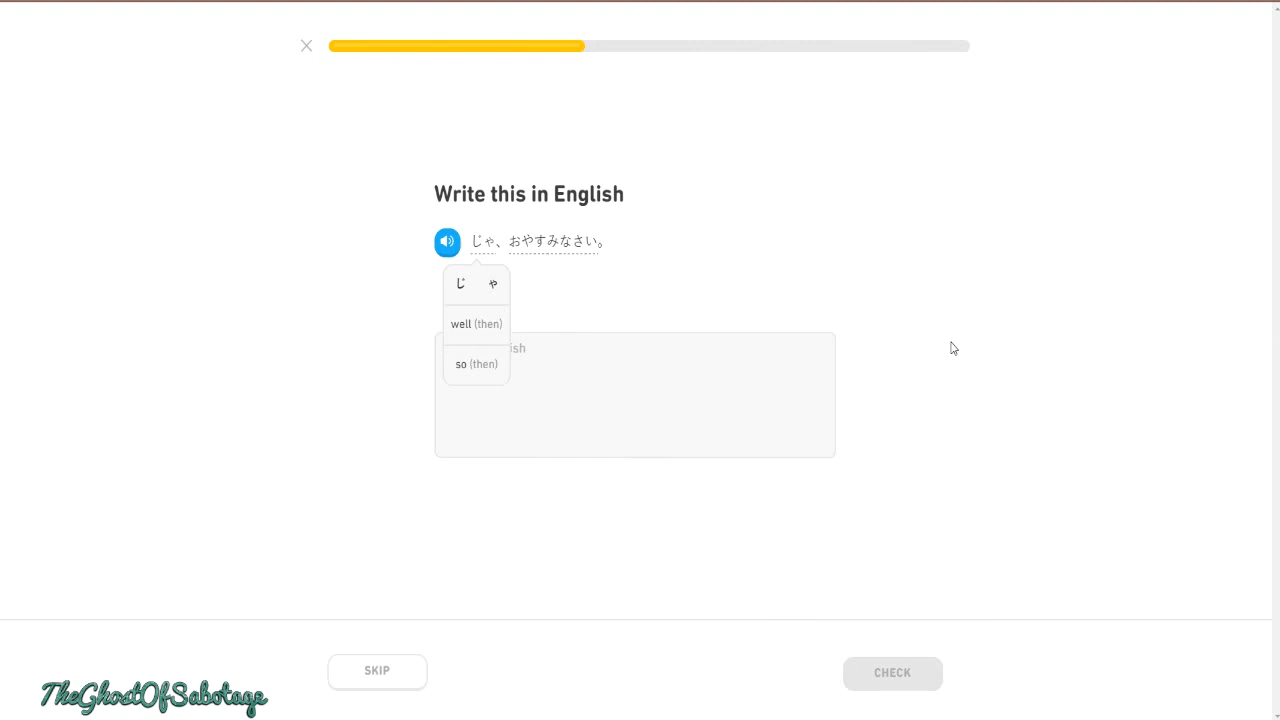 Write this in English
じゃ、おやすみなさい。
じ ゃ
well (then)
so (then)
ish
SKIP
CHECK
TheGhostOfSabotage